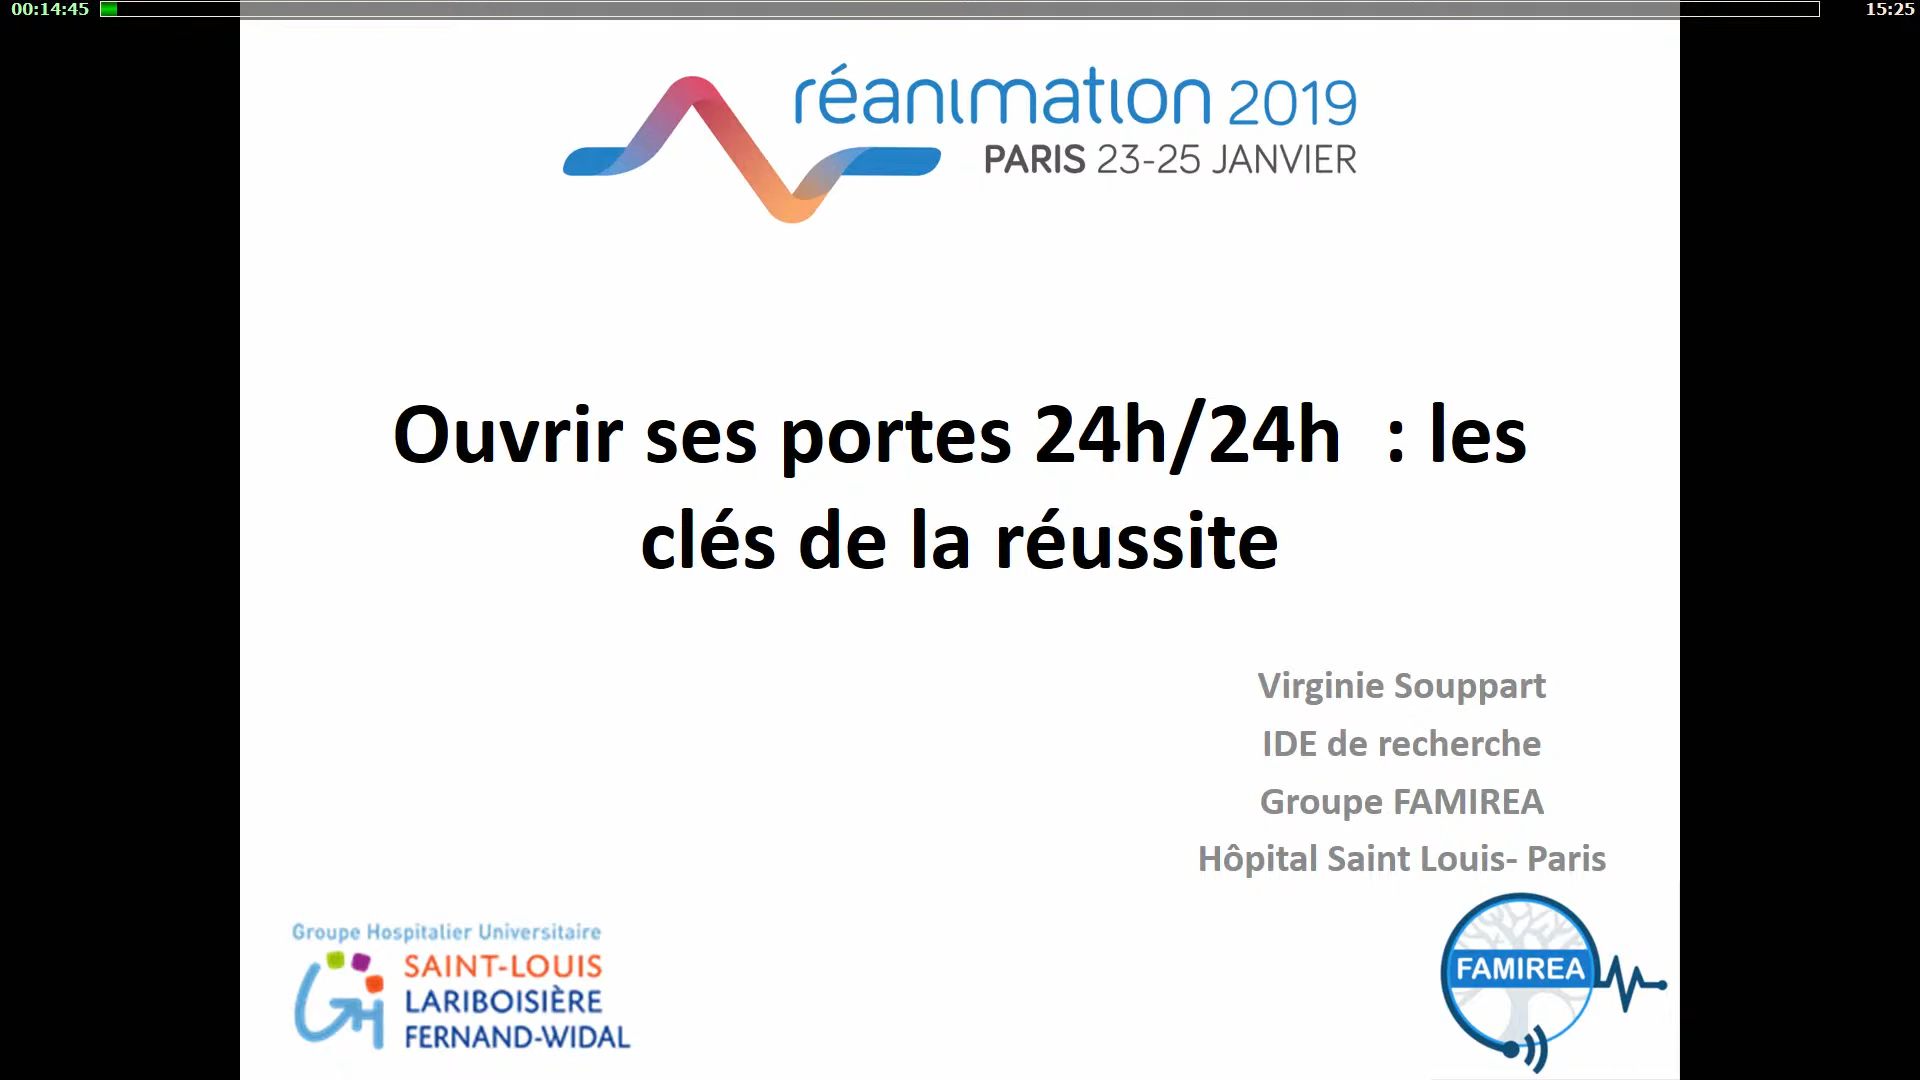 00:14:45
15:25
réanimation 2019
PARIS 23-25 JANVIER
Ouvrir ses portes 24h/24h : les
clés de la réussite
Virginie Souppart
IDE de recherche
Groupe FAMIREA
Hôpital Saint Louis- Paris
Groupe Hospitalier Universitaire
SAINT-LOUIS
LARIBOISIÈRE
FERNAND-WIDAL
FAMIREA